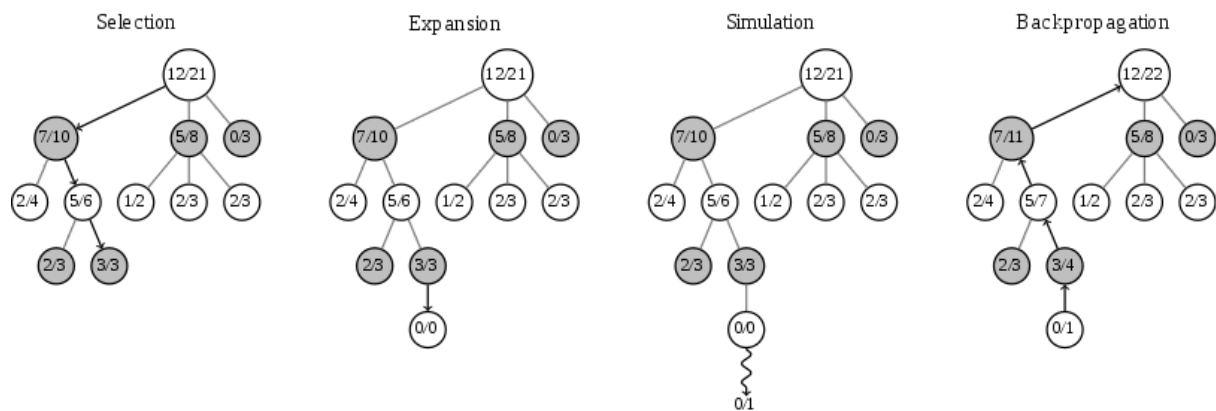 Selection Expansion Simulation Backpropagation
12/21 12/21 12/21 12/22
7/10 5/8 0/3 7/10 5/8 0/3 7/10 5/8 0/3 7/11 5/8 0/3
2/4 5/6 1/2 2/3 2/3 2/4 5/6 1/2 2/3 2/3 2/4 5/6 1/2 2/3 2/3 2/4 5/7 1/2 2/3 2/3
2/3 3/3 2/3 3/3 2/3 3/3 2/3 3/4
0/0 0/0 0/1
0/1